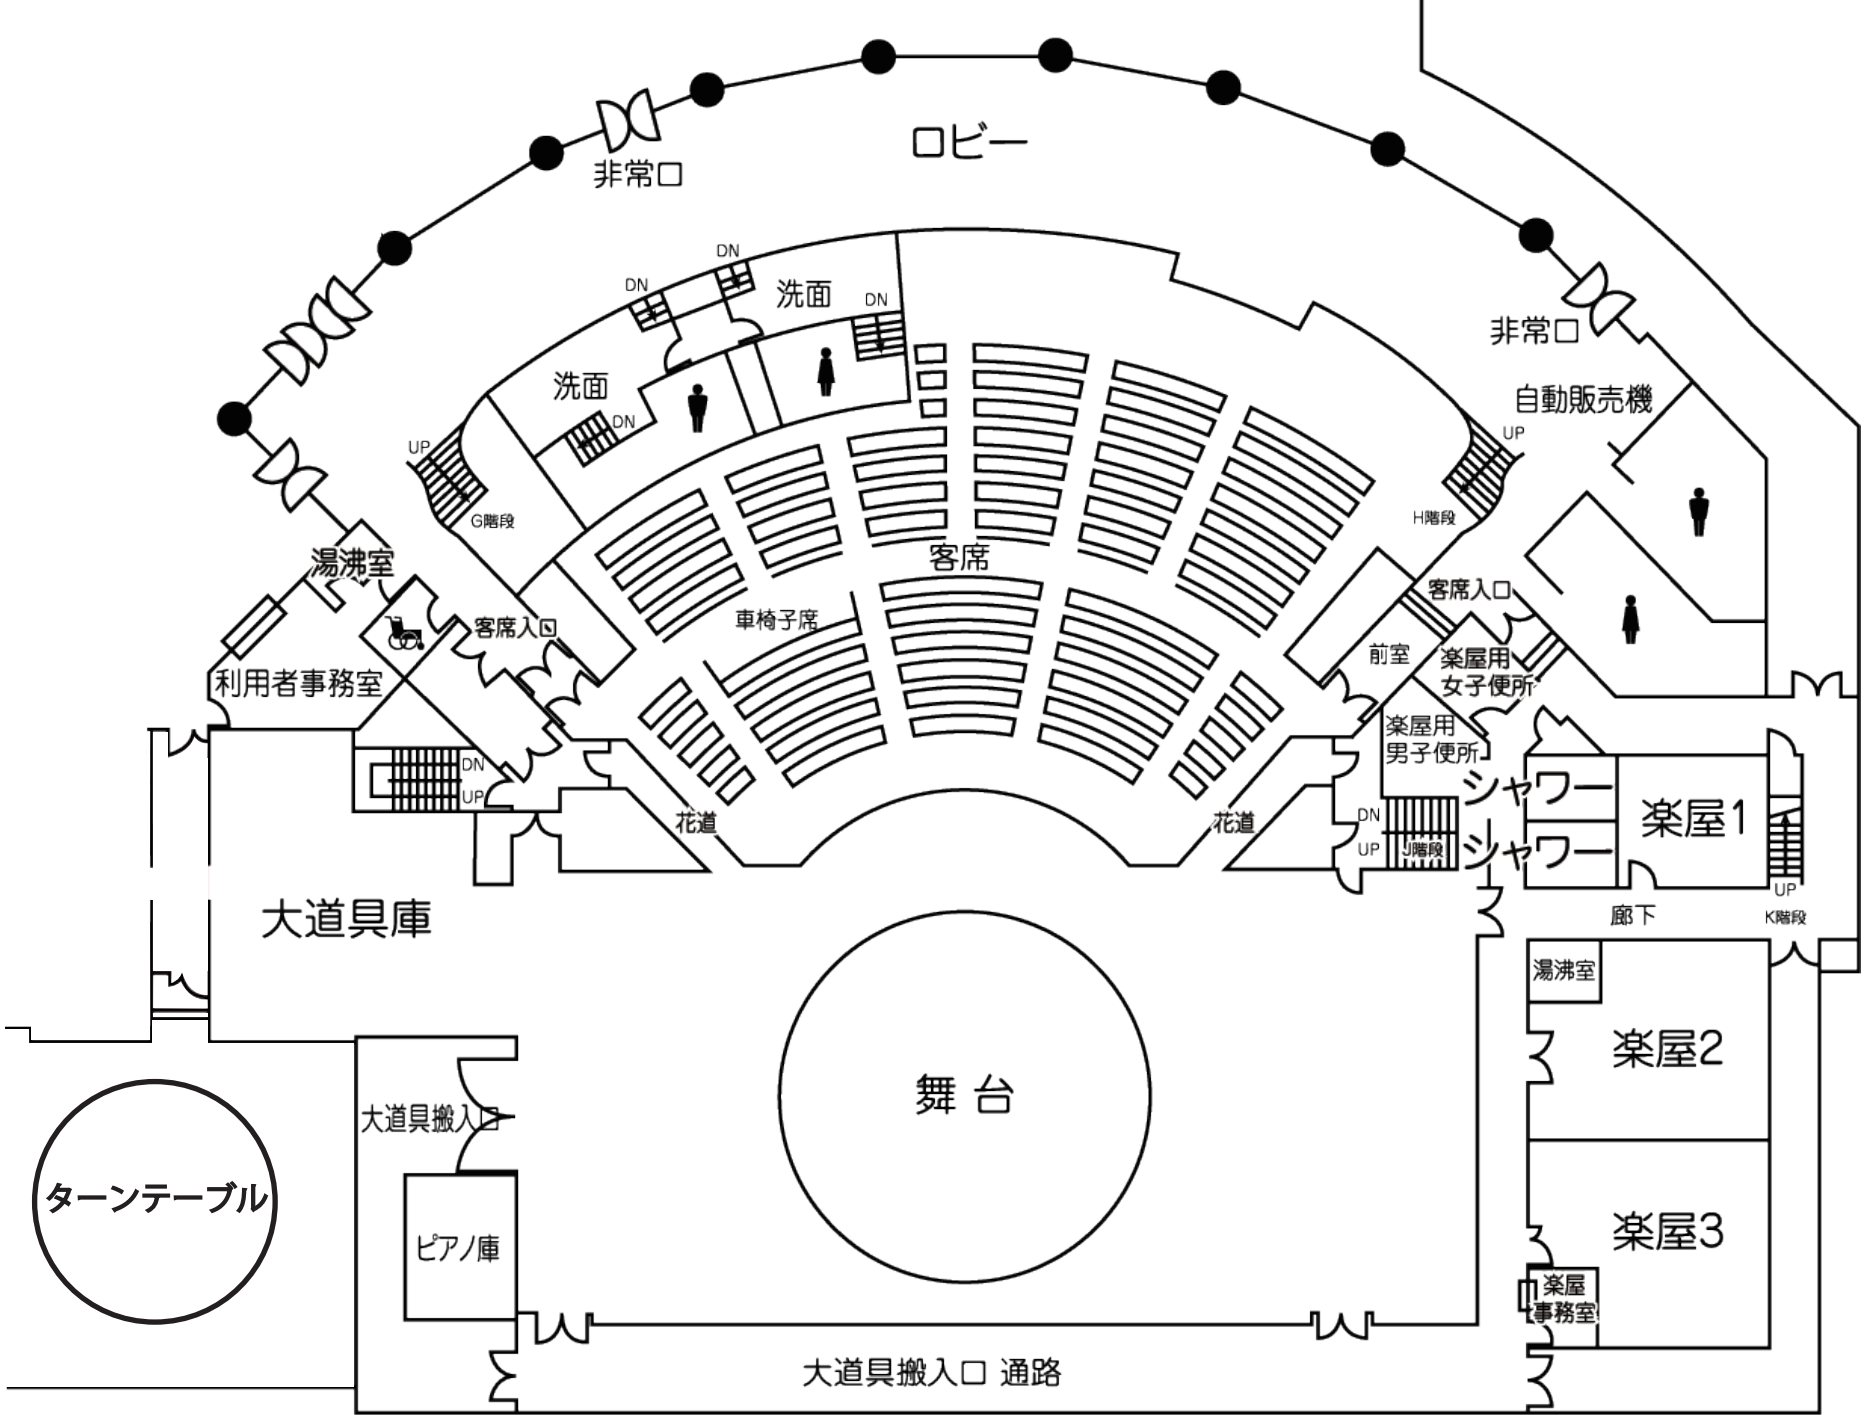 ロビー
非常口
DN
DN
洗面
DN
非常口
洗面
DN
自動販売機
UP
G階段
UP
H階段
湯沸室
客席
客席入口
車椅子席
客席入口
利用者事務室
前室
楽屋用
女子便所
楽屋用
男子便所
DN
UP
花道
花道
DN
UP
J階段
シャワー
シャワー
楽屋1
UP
K階段
大道具庫
廊下
湯沸室
楽屋2
舞台
大道具搬入口
ターンテーブル
ピアノ庫
楽屋3
楽屋
事務室
大道具搬入口 通路